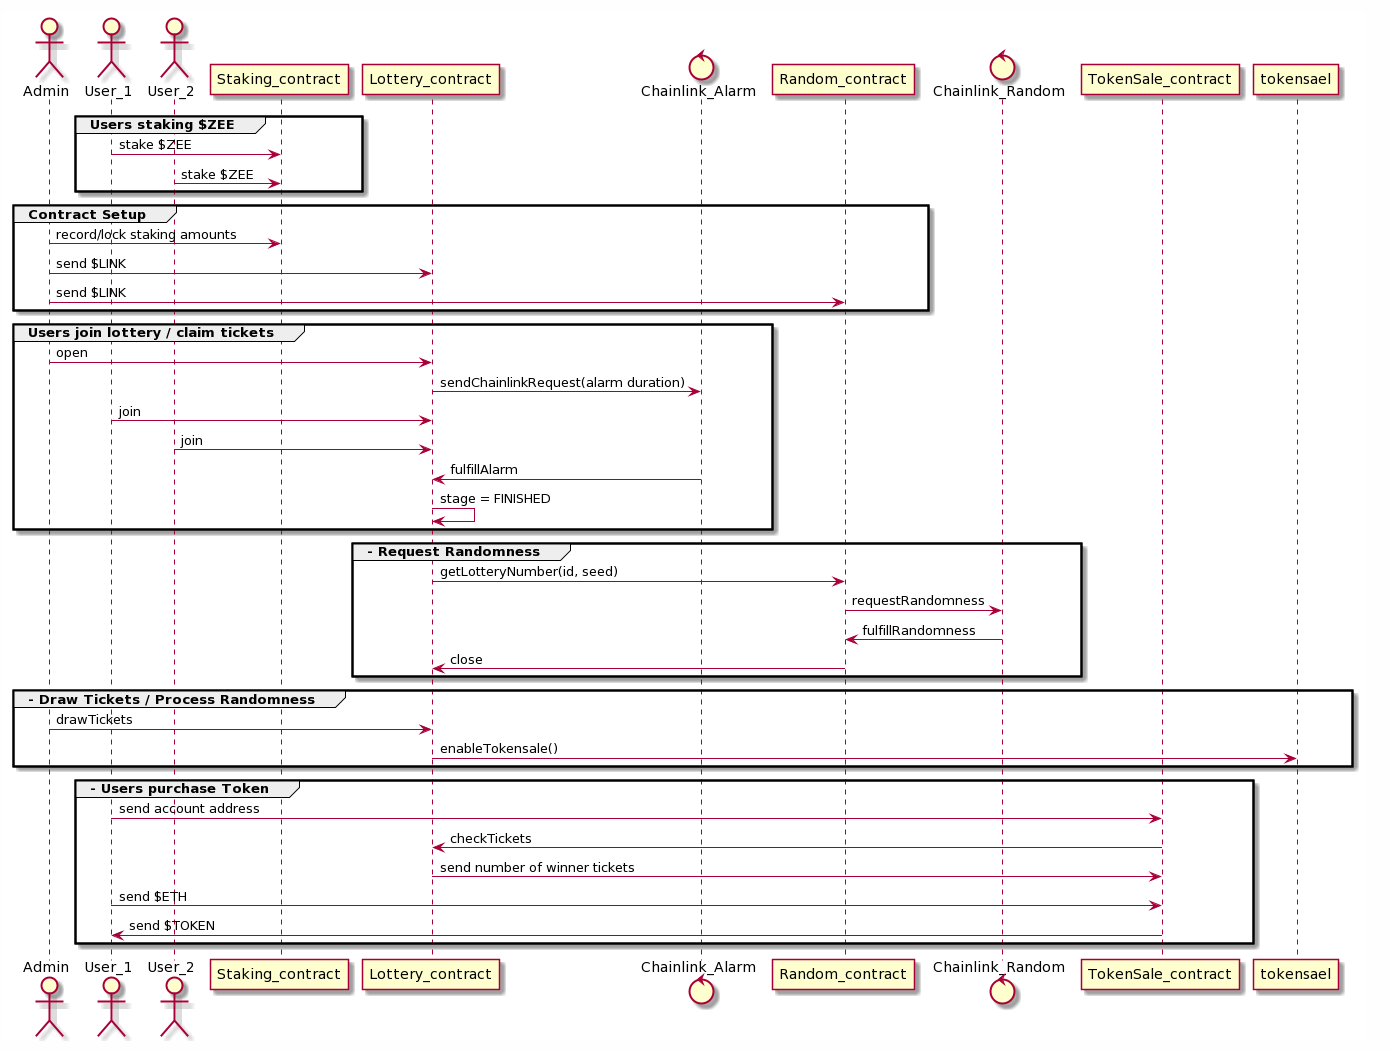 Admin User_1 User_2 Staking_contract Lottery_contract Chainlink_Alarm Random_contract Chainlink_Random TokenSale_contract tokensael
Users staking $ZEE
stake $ZEE
stake $ZEE
Contract Setup
record/lock staking amounts
send $LINK
send $LINK
Users join lottery / claim tickets
open
sendChainlinkRequest(alarm duration)
join
join
fulfillAlarm
stage = FINISHED
- Request Randomness
getLotteryNumber(id, seed)
requestRandomness
fulfillRandomness
close
- Draw Tickets / Process Randomness
drawTickets
enableTokensale()
- Users purchase Token
send account address
checkTickets
send number of winner tickets
send $ETH
send $TOKEN
Admin User_1 User_2 Staking_contract Lottery_contract Chainlink_Alarm Random_contract Chainlink_Random TokenSale_contract tokensael